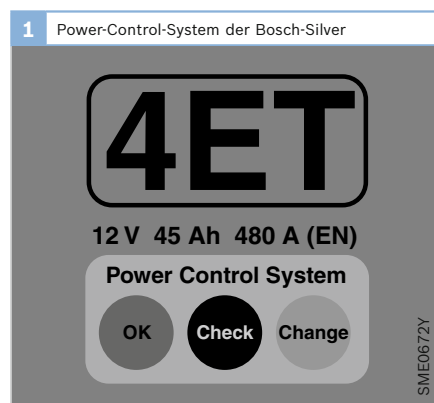 1 Power-Control-System der Bosch-Silver
4ET
12 V 45 Ah 480 A (EN)
Power Control System
OK Check Change
SME0672Y